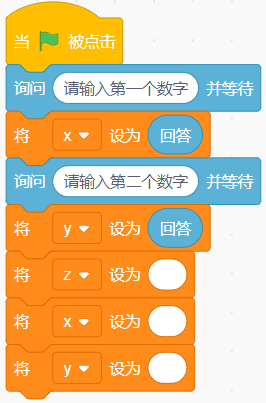 当 被点击
询问 请输入第一个数字 并等待
将 x 设为 回答
询问 请输入第二个数字 并等待
将 y 设为 回答
将 z 设为
将 x 设为
将 y 设为